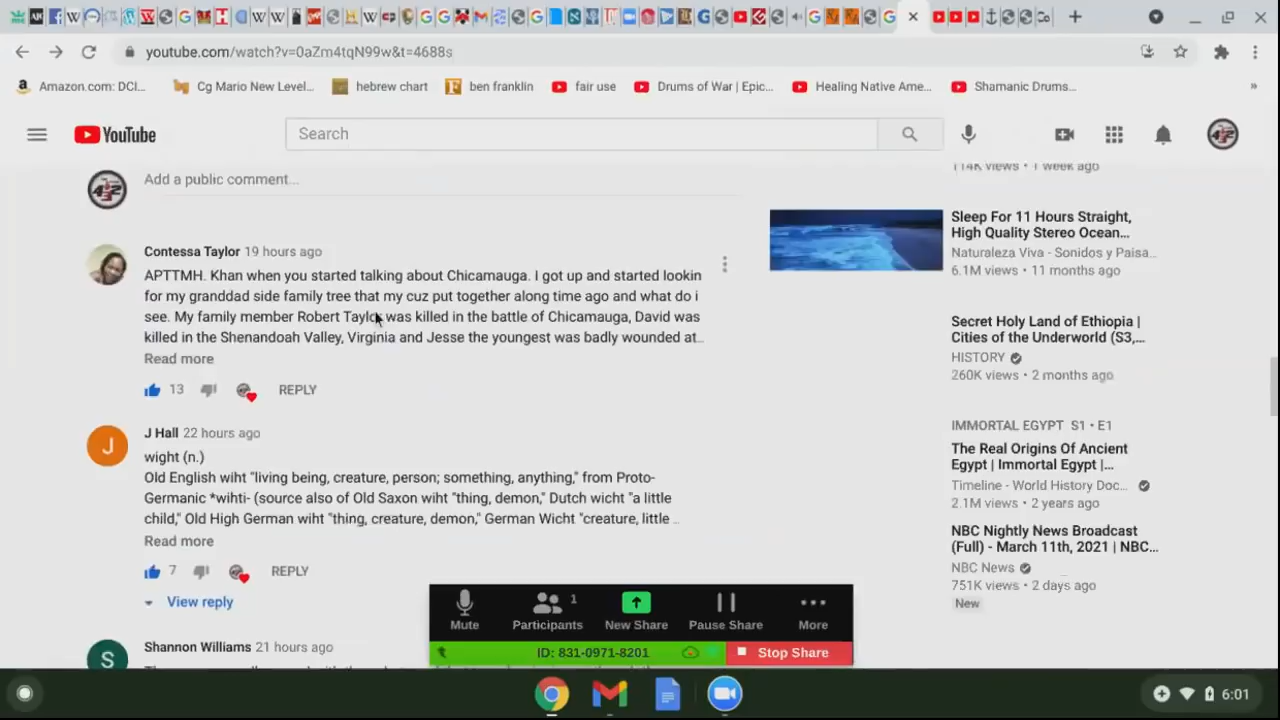 youtube.com/watch?v=0aZm4tqN99w&t=4688s
Amazon.com: DCI...
Cg Mario New Level...
hebrew chart
ben franklin
fair use
Drums of War | Epic...
Healing Native Ame...
Shamanic Drums...
»
YouTube
Search
Add a public comment...
114K views • 1 week ago
Sleep For 11 Hours Straight,
High Quality Stereo Ocean...
Naturaleza Viva - Sonidos y Paisa...
6.1M views • 11 months ago
Contessa Taylor 19 hours ago
APTTMH. Khan when you started talking about Chicamauga. I got up and started lookin
for my granddad side family tree that my cuz put together along time ago and what do i
see. My family member Robert Taylo was killed in the battle of Chicamauga, David was
killed in the Shenandoah Valley, Virginia and Jesse the youngest was badly wounded at...
Read more
13
REPLY
Secret Holy Land of Ethiopia |
Cities of the Underworld (S3,...
HISTORY
260K views • 2 months ago
J Hall 22 hours ago
wight (n.)
Old English wiht "living being, creature, person; something, anything," from Proto-
Germanic *wihti- (source also of Old Saxon wiht "thing, demon," Dutch wicht "a little
child," Old High German wiht "thing, creature, demon," German Wicht "creature, little ...
Read more
7
REPLY
View reply
IMMORTAL EGYPT S1 • E1
The Real Origins Of Ancient
Egypt | Immortal Egypt |...
Timeline - World History Doc...
2.1M views • 2 years ago
NBC Nightly News Broadcast
(Full) - March 11th, 2021 | NBC...
NBC News
751K views • 2 days ago
New
Shannon Williams 21 hours ago
J
S
Mute
Participants
1
New Share
Pause Share
More
ID: 831-0971-8201
Stop Share
6:01